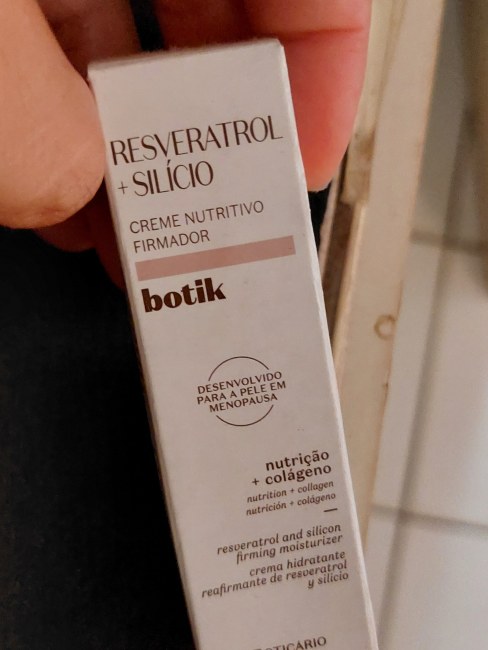 RESVERATROL
+ SILÍCIO
CREME NUTRITIVO
FIRMADOR
botik
DESENVOLVIDO
PARA A PELE EM
MENOPAUSA
nutrição
+ colágeno
nutrition + collagen
nutrición + colágeno
resveratrol and silicon
firming moisturizer
crema hidratante
reafirmante de resveratrol
y silicio